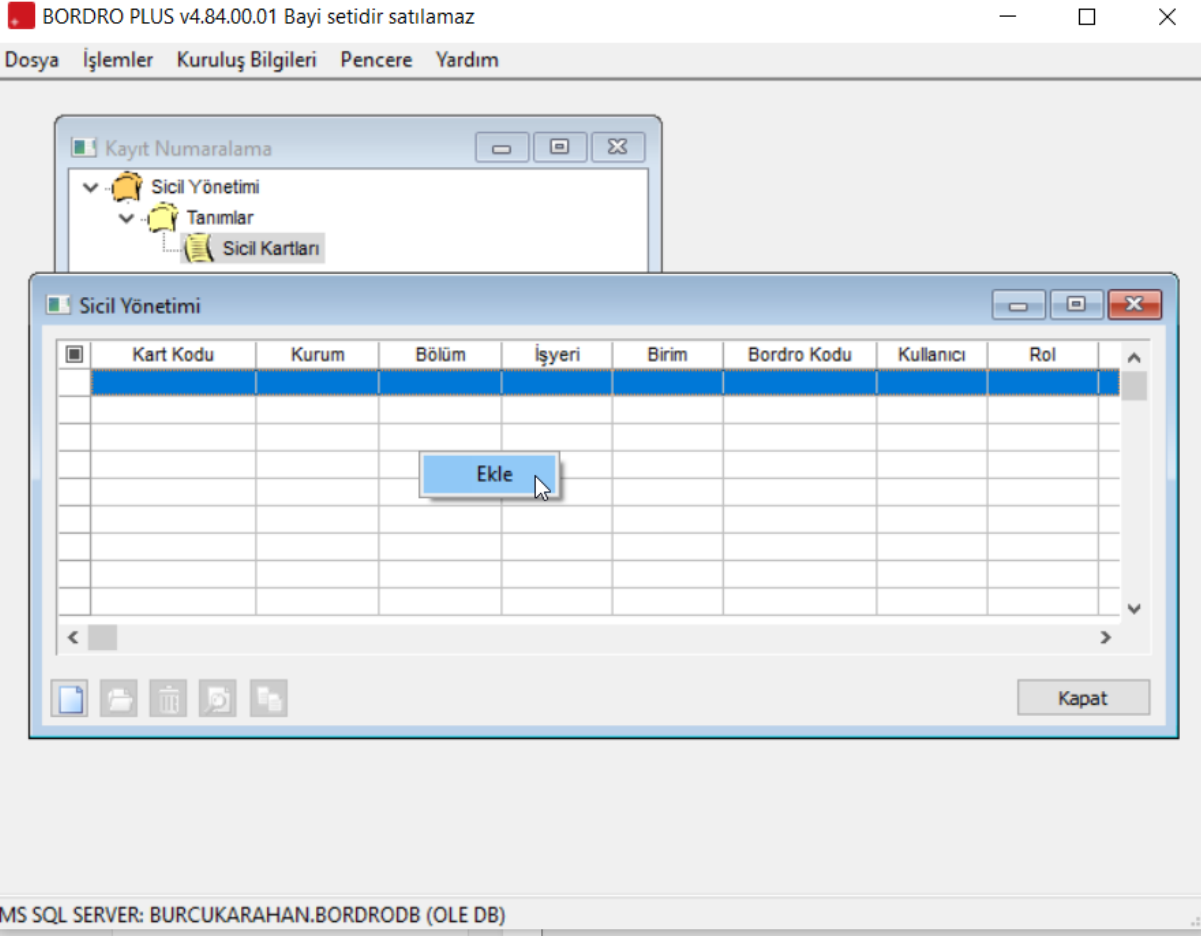 BORDRO PLUS v4.84.00.01 Bayi setidir satılamaz
Dosya İşlemler Kuruluş Bilgileri Pencere Yardım
Kayıt Numaralama
Sicil Yönetimi
Tanımlar
Sicil Kartları
Sicil Yönetimi
Kart Kodu Kurum Bölüm İşyeri Birim Bordro Kodu Kullanıcı Rol
Ekle
Kapat
MS SQL SERVER: BURCUKARAHAN.BORDRODB (OLE DB)